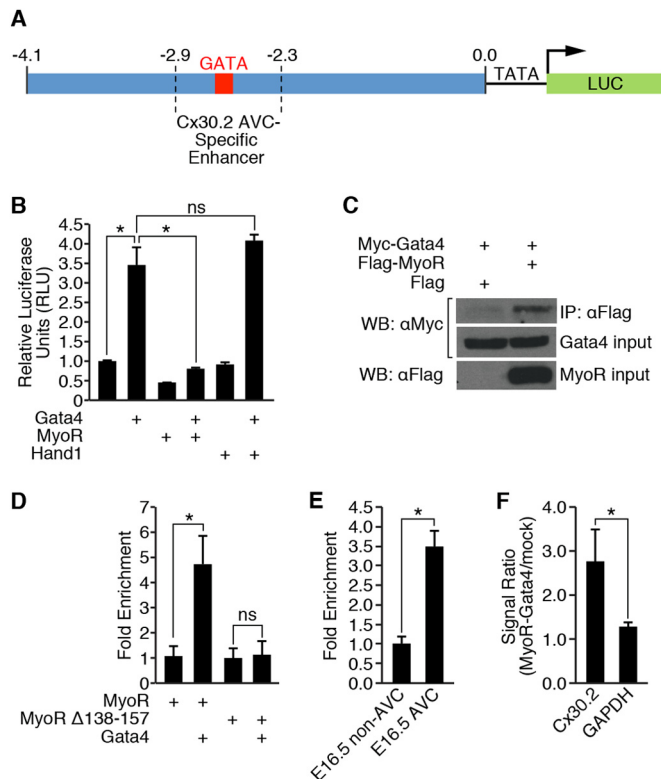 A
-4.1 -2.9 -2.3 0.0
GATA
TATA
LUC
Cx30.2 AVC-
Specific
Enhancer
B
Relative Luciferase
Units (RLU)
4.5
4.0
3.5
3.0
2.5
2.0
1.5
1.0
0.5
0
* * ns
Gata4 + + +
MyoR + +
Hand1 + +
C
Myc-Gata4 + +
Flag-MyoR +
Flag +
WB: αMyc
IP: αFlag
Gata4 input
WB: αFlag
MyoR input
D
Fold Enrichment
7
6
5
4
3
2
1
0
* ns
MyoR + +
MyoR Δ138-157 + +
Gata4 + +
E
Fold Enrichment
4.5
4.0
3.5
3.0
2.5
2.0
1.5
1.0
0.5
0
*
E16.5 non-AVC
E16.5 AVC
F
Signal Ratio
(MyoR-Gata4/mock)
4.0
3.0
2.0
1.0
0
*
Cx30.2
GAPDH